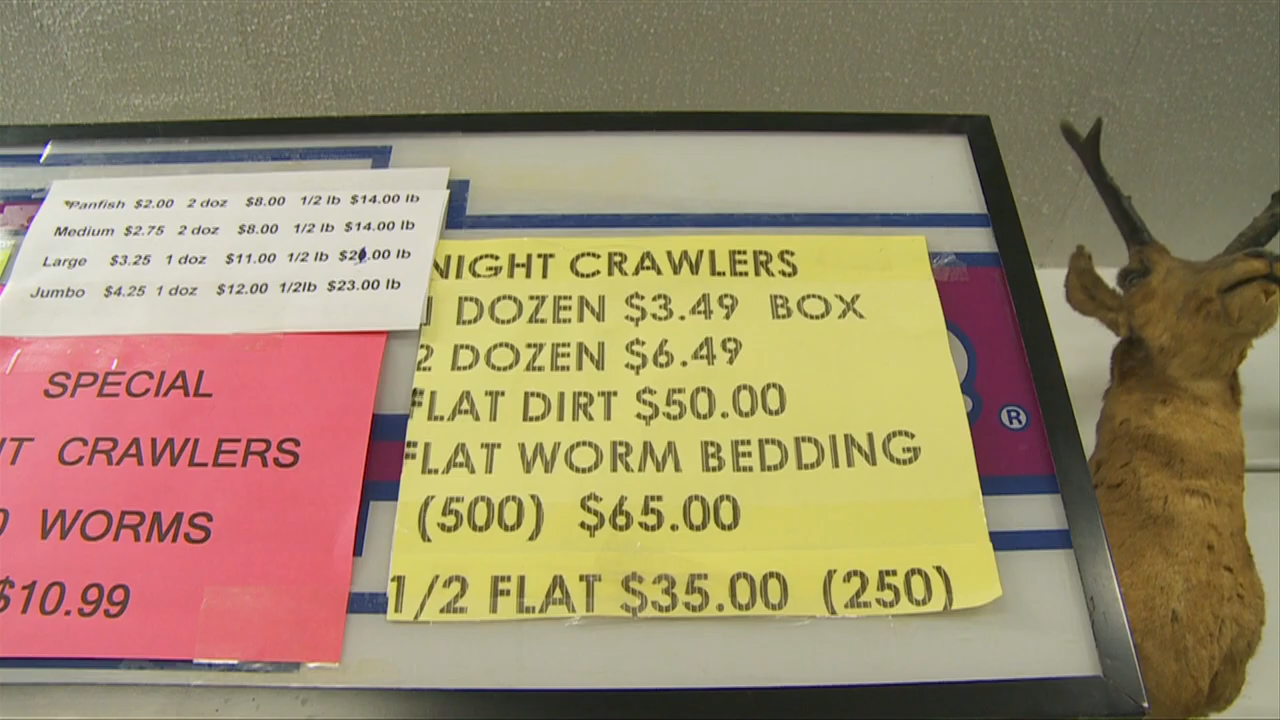 Panfish $2.00 2 doz $8.00 1/2 lb $14.00 lb
Medium $2.75 2 doz $8.00 1/2 lb $14.00 lb
Large $3.25 1 doz $11.00 1/2 lb lb
Jumbo $4.25 1 doz $12.00 1/2lb $23.00 lb
SPECIAL
CRAWLERS
WORMS
$10.99
NIGHT CRAWLERS
1 DOZEN $3.49 BOX
2 DOZEN $6.49
FLAT DIRT $50.00
FLAT WORM BEDDING
(500) $65.00
1/2 FLAT $35.00 (250)
®